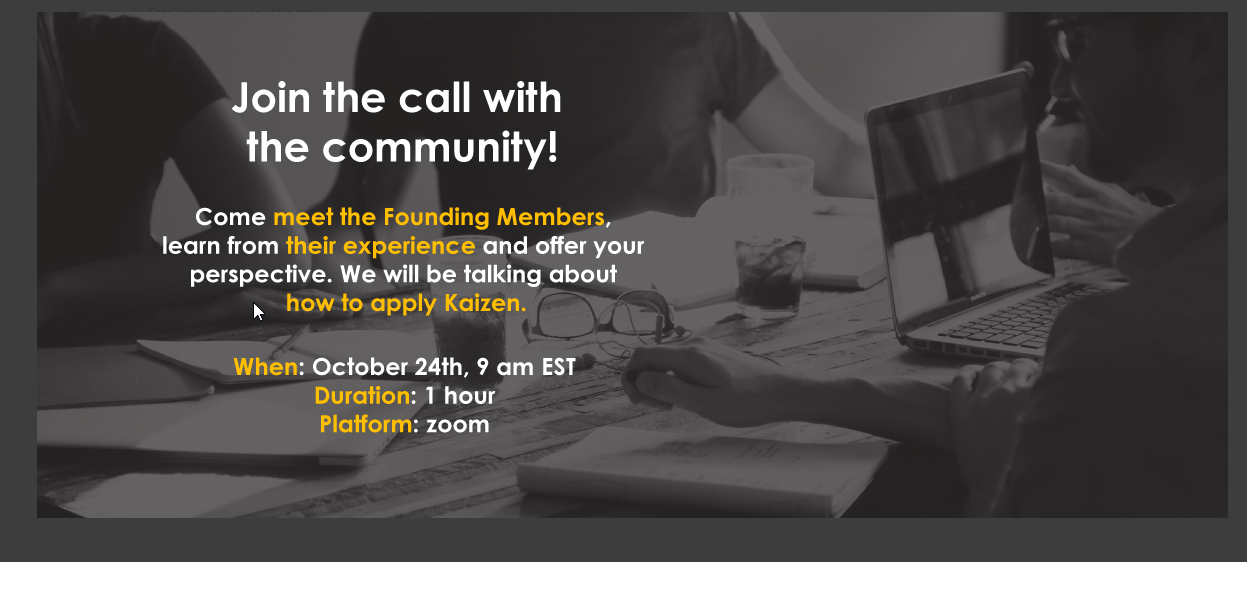 Join the call with
the community!
Come meet the Founding Members,
learn from their experience and offer your
perspective. We will be talking about
how to apply Kaizen.
When: October 24th, 9 am EST
Duration: 1 hour
Platform: zoom